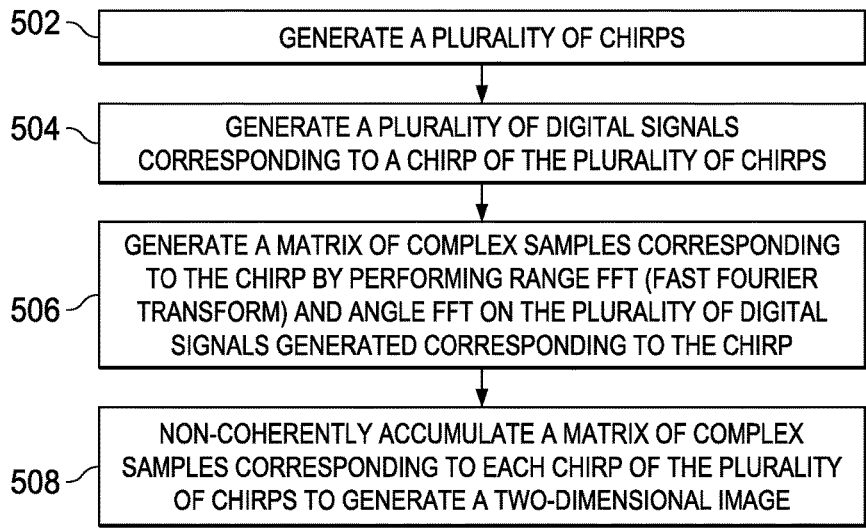 502
GENERATE A PLURALITY OF CHIRPS
504
GENERATE A PLURALITY OF DIGITAL SIGNALS
CORRESPONDING TO A CHIRP OF THE PLURALITY OF CHIRPS
506
GENERATE A MATRIX OF COMPLEX SAMPLES CORRESPONDING
TO THE CHIRP BY PERFORMING RANGE FFT (FAST FOURIER
TRANSFORM) AND ANGLE FFT ON THE PLURALITY OF DIGITAL
SIGNALS GENERATED CORRESPONDING TO THE CHIRP
508
NON-COHERENTLY ACCUMULATE A MATRIX OF COMPLEX
SAMPLES CORRESPONDING TO EACH CHIRP OF THE PLURALITY
OF CHIRPS TO GENERATE A TWO-DIMENSIONAL IMAGE